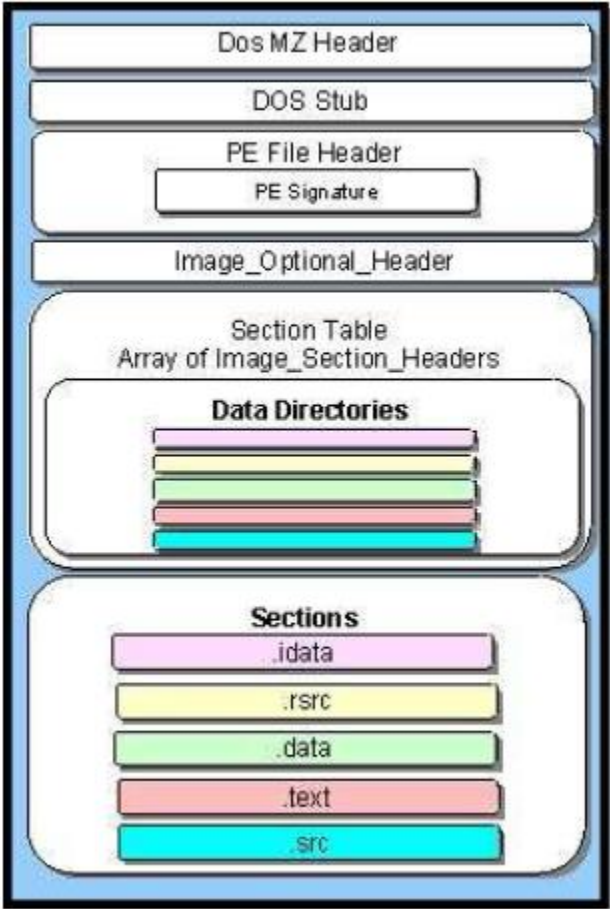 Dos MZ Header
DOS Stub
PE File Header
PE Signature
Image_Optional_Header
Section Table
Array of Image_Section_Headers
Data Directories
Sections
.idata
.rsrc
.data
.text
.src